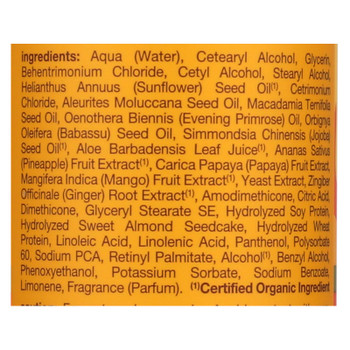 Ingredients: Aqua (Water), Cetearyl Alcohol, Glycerin,
Behentrimonium Chloride, Cetyl Alcohol, Stearyl Alcohol,
Helianthus Annuus (Sunflower) Seed Oil⁽¹⁾, Cetrimonium
Chloride, Aleurites Moluccana Seed Oil, Macadamia Ternifolia
Seed Oil, Oenothera Biennis (Evening Primrose) Oil, Orbignya
Oleifera (Babassu) Seed Oil, Simmondsia Chinensis (Jojoba)
Seed Oil⁽¹⁾, Aloe Barbadensis Leaf Juice⁽¹⁾, Ananas Sativus
(Pineapple) Fruit Extract⁽¹⁾, Carica Papaya (Papaya) Fruit Extract,
Mangifera Indica (Mango) Fruit Extract⁽¹⁾, Yeast Extract, Zingiber
Officinale (Ginger) Root Extract⁽¹⁾, Amodimethicone, Citric Acid,
Dimethicone, Glyceryl Stearate SE, Hydrolyzed Soy Protein,
Hydrolyzed Sweet Almond Seedcake, Hydrolyzed Wheat
Protein, Linoleic Acid, Linolenic Acid, Panthenol, Polysorbate
60, Sodium PCA, Retinyl Palmitate, Alcohol⁽¹⁾, Benzyl Alcohol,
Phenoxyethanol, Potassium Sorbate, Sodium Benzoate,
Limonene, Fragrance (Parfum). ⁽¹⁾Certified Organic Ingredient